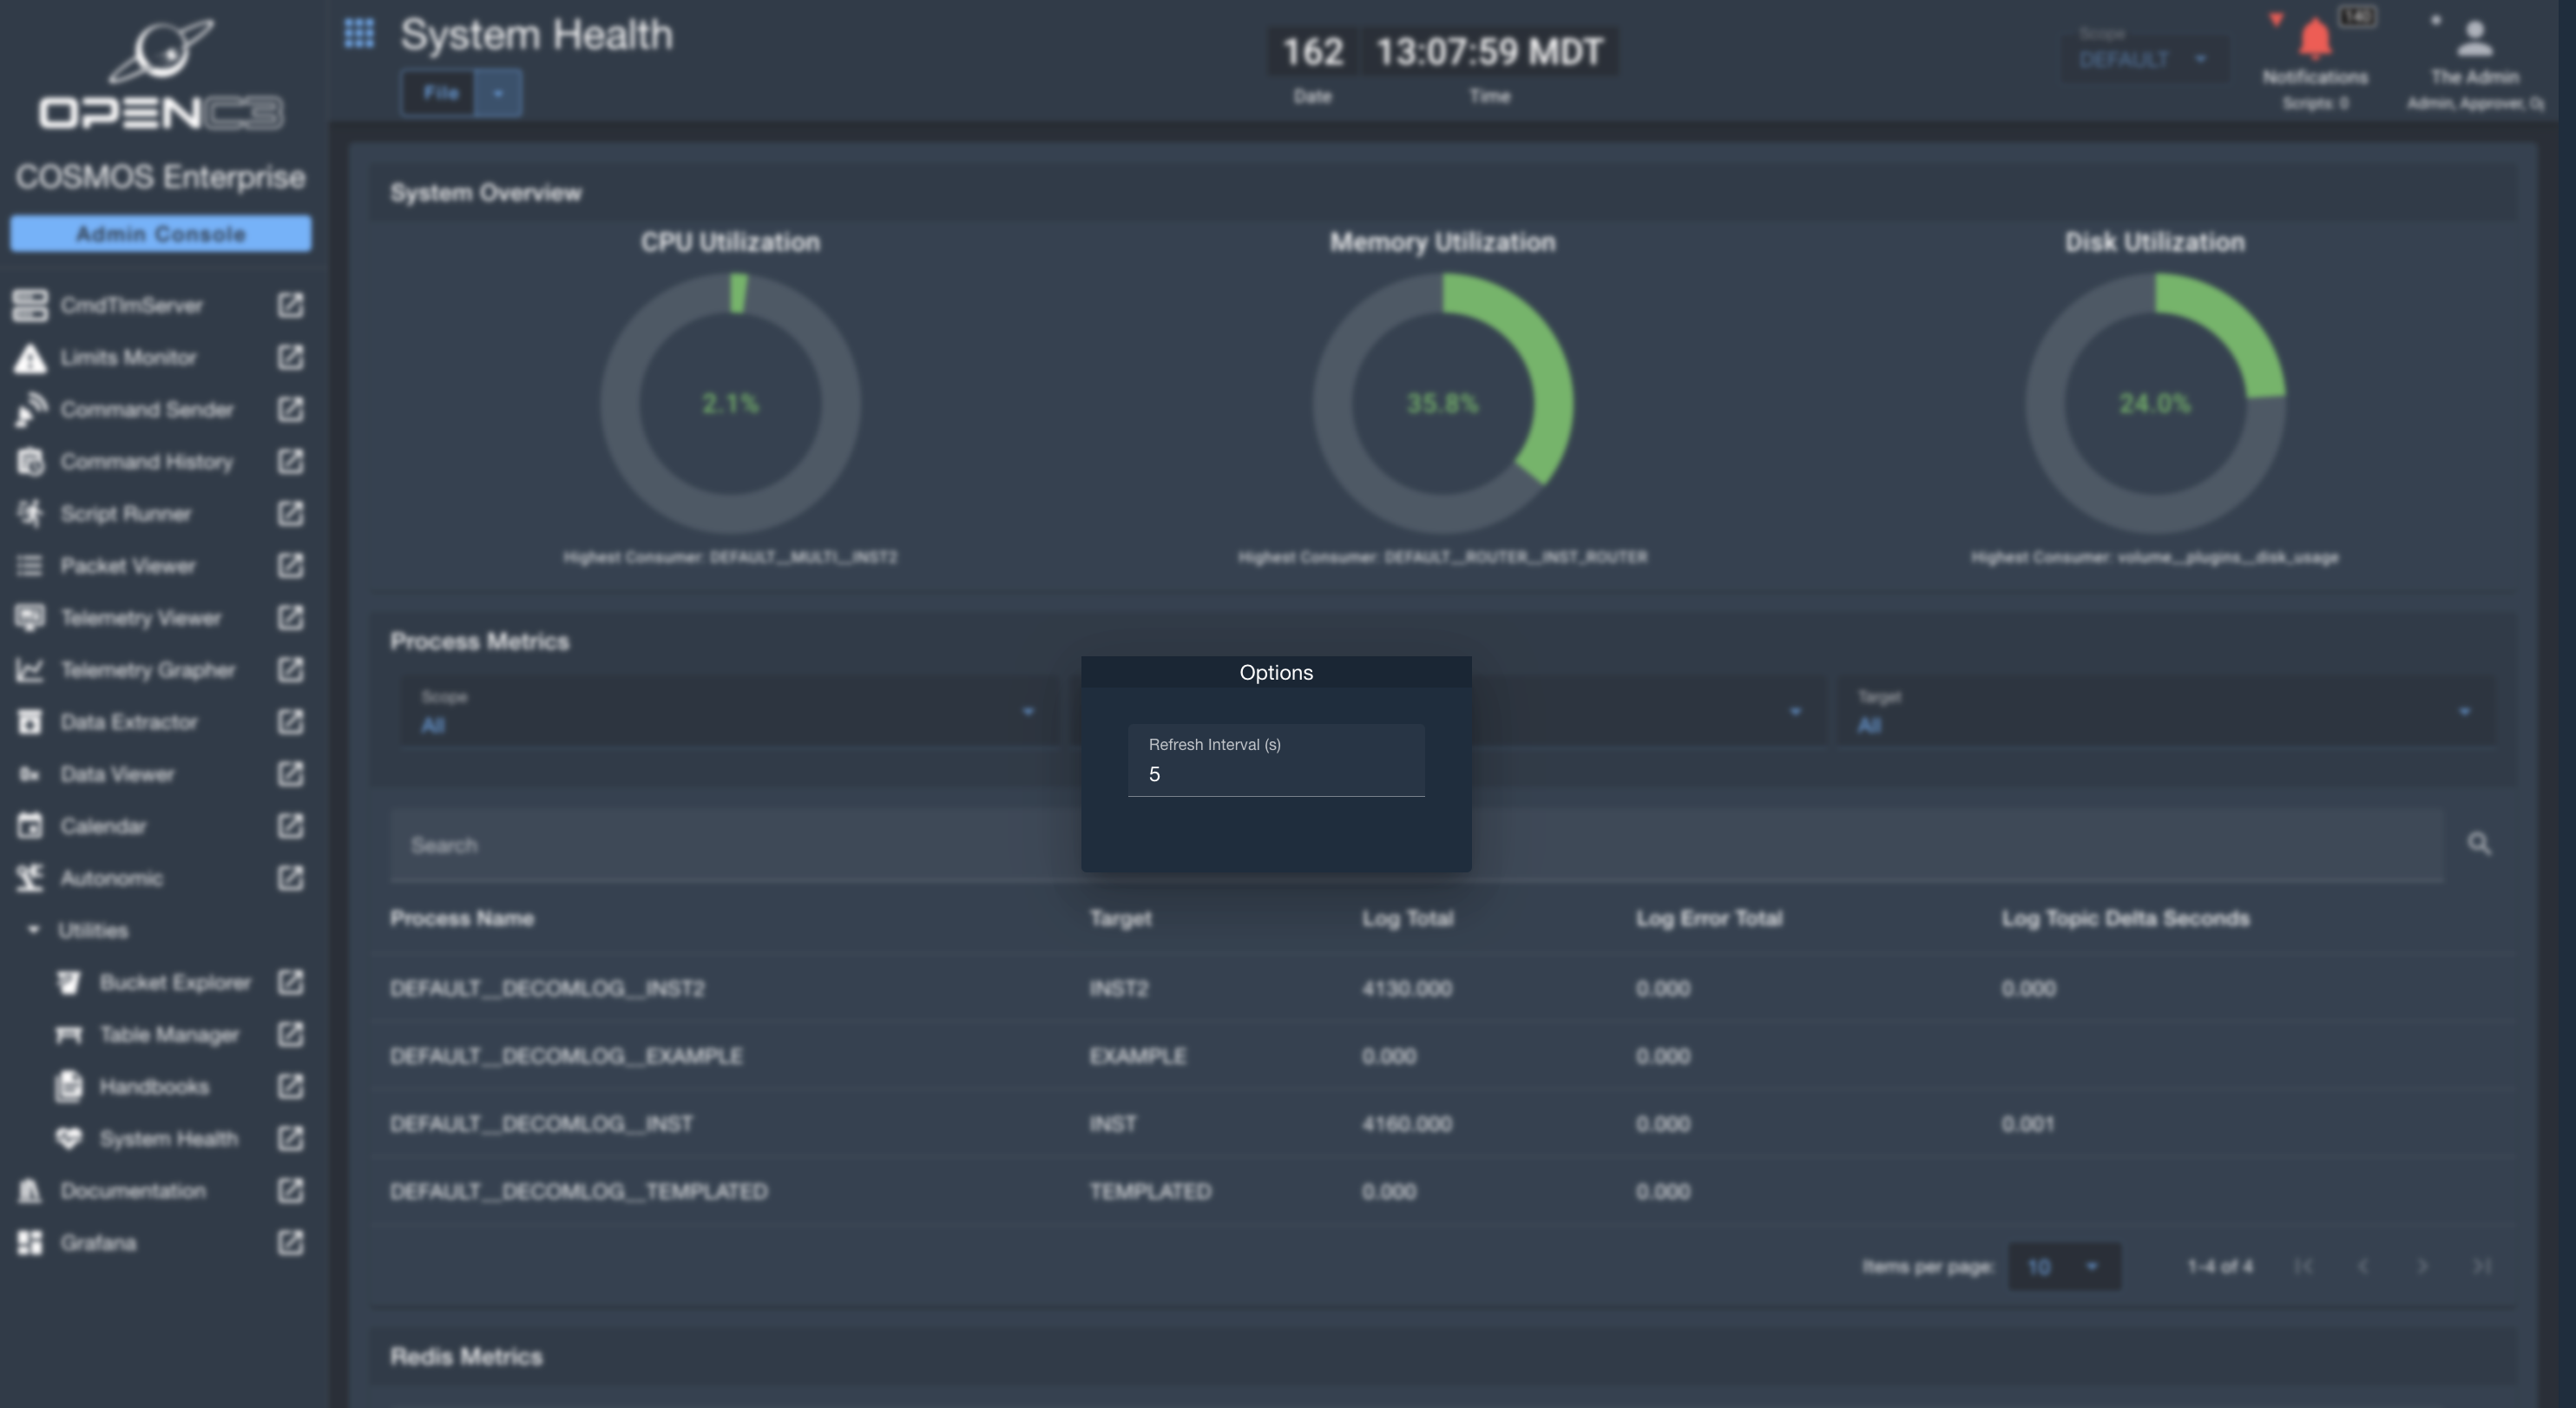 OPENC3
COSMOS Enterprise
Admin Console
CmdTlmServer
Limits Monitor
Command Sender
Command History
Script Runner
Packet Viewer
Telemetry Viewer
Telemetry Grapher
Data Extractor
Data Viewer
Calendar
Autonomic
Utilities
Bucket Explorer
Table Manager
Handbooks
System Health
Documentation
Grafana
System Health
File
162 13:07:59 MDT
Date Time
Scope
DEFAULT
140
Notifications
Scripts: 0
The Admin
Admin, Approver, Op
System Overview
CPU Utilization
2.1%
Highest Consumer: DEFAULT__MULTI__INST2
Memory Utilization
35.8%
Highest Consumer: DEFAULT__ROUTER__INST_ROUTER
Disk Utilization
24.0%
Highest Consumer: volume__plugins__disk_usage
Process Metrics
Scope
All
Target
All
Options
Refresh Interval (s)
5
Search
Process Name Target Log Total Log Error Total Log Topic Delta Seconds
DEFAULT__DECOMLOG__INST2 INST2 4130.000 0.000 0.000
DEFAULT__DECOMLOG__EXAMPLE EXAMPLE 0.000 0.000
DEFAULT__DECOMLOG__INST INST 4160.000 0.000 0.001
DEFAULT__DECOMLOG__TEMPLATED TEMPLATED 0.000 0.000
Items per page: 10 1-4 of 4
Redis Metrics